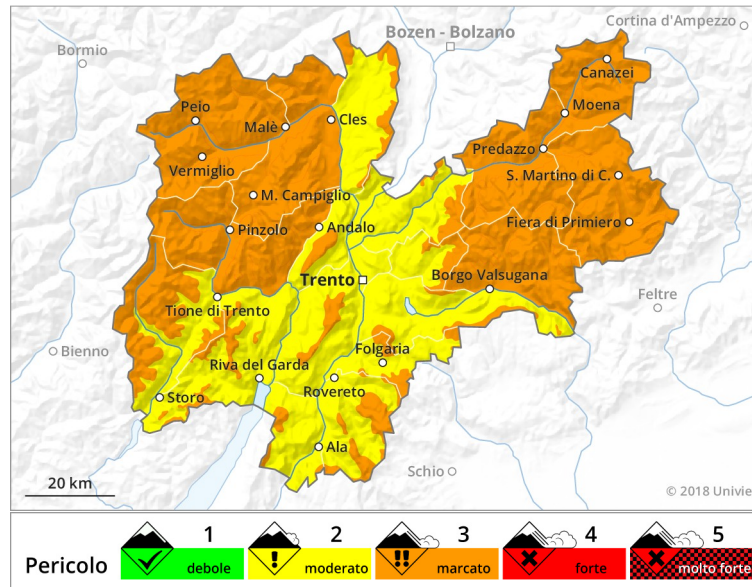 Cortina d'Ampezzo
Bozen - Bolzano
Bormio
Canazei
Peio
Moena
Malè
Cles
Predazzo
Vermiglio
S. Martino di C.
M. Campiglio
Fiera di Primiero
Pinzolo
Andalo
Trento
Borgo Valsugana
Feltre
Tione di Trento
Bienno
Folgaria
Riva del Garda
Rovereto
Storo
Ala
Schio
20 km
© 2018 Univie
1 2 3 4 5
Pericolo debole moderato marcato forte molto forte